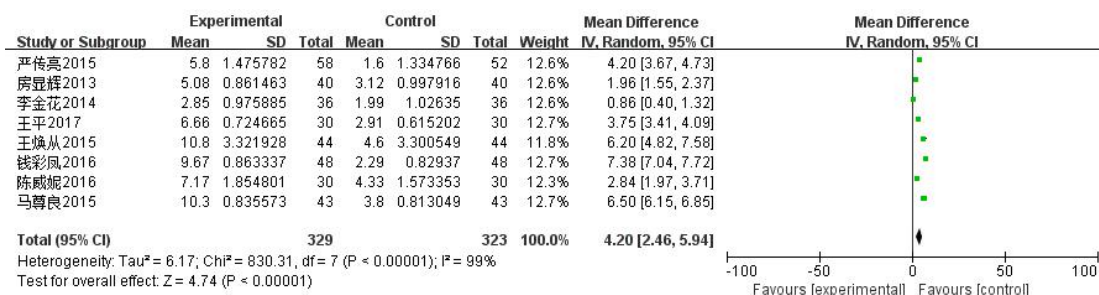 Experimental Control Mean Difference Mean Difference
Study or Subgroup Mean SD Total Mean SD Total Weight IV, Random, 95% CI IV, Random, 95% CI
严传亮2015 5.8 1.475782 58 1.6 1.334766 52 12.6% 4.20 [3.67, 4.73]
房显辉2013 5.08 0.861463 40 3.12 0.997916 40 12.6% 1.96 [1.55, 2.37]
李金花2014 2.85 0.975885 36 1.99 1.02635 36 12.6% 0.86 [0.40, 1.32]
王平2017 6.66 0.724665 30 2.91 0.615202 30 12.7% 3.75 [3.41, 4.09]
王焕从2015 10.8 3.321928 44 4.6 3.300549 44 11.8% 6.20 [4.82, 7.58]
钱彩凤2016 9.67 0.863337 48 2.29 0.82937 48 12.7% 7.38 [7.04, 7.72]
陈威妮2016 7.17 1.854801 30 4.33 1.573353 30 12.3% 2.84 [1.97, 3.71]
马尊良2015 10.3 0.835573 43 3.8 0.813049 43 12.7% 6.50 [6.15, 6.85]
Total (95% CI) 329 323 100.0% 4.20 [2.46, 5.94]
Heterogeneity: Tau² = 6.17; Chi² = 830.31, df = 7 (P < 0.00001); I² = 99%
Test for overall effect: Z = 4.74 (P < 0.00001)
-100 -50 0 50 100
Favours [experimental] Favours [control]